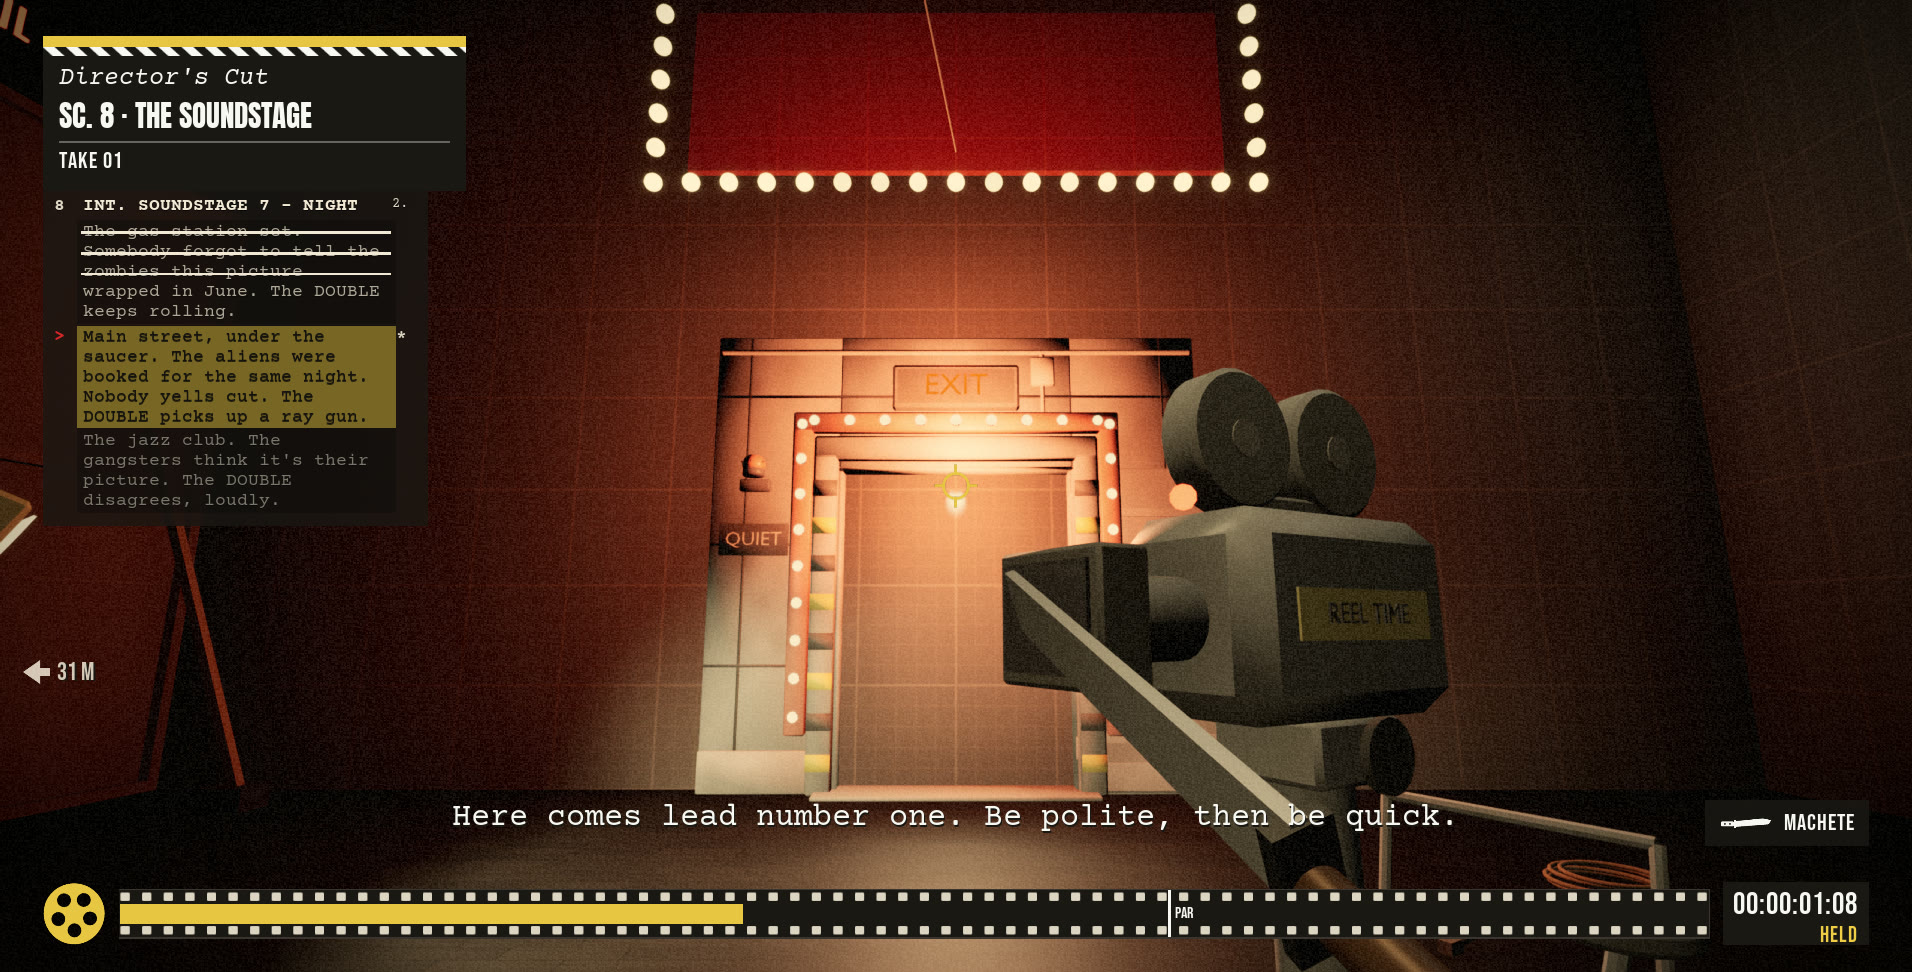 Director's Cut
SC. 8 · THE SOUNDSTAGE
TAKE 01
8 INT. SOUNDSTAGE 7 - NIGHT 2.
The gas station set.
Somebody forgot to tell the
zombies this picture
wrapped in June. The DOUBLE
keeps rolling.
> Main street, under the *
saucer. The aliens were
booked for the same night.
Nobody yells cut. The
DOUBLE picks up a ray gun.
The jazz club. The
gangsters think it's their
picture. The DOUBLE
disagrees, loudly.
EXIT
QUIET
REEL TIME
31 M
Here comes lead number one. Be polite, then be quick.
MACHETE
PAR
00:00:01:08
HELD